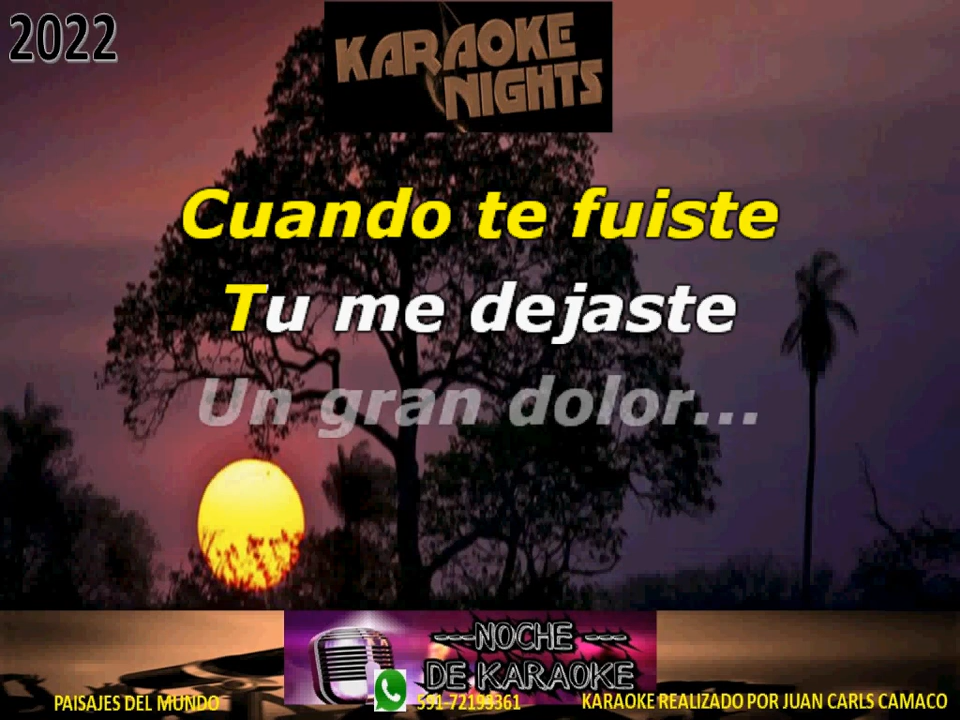 2022
KARAOKE
NIGHTS
Cuando te fuiste
Tu me dejaste
Un gran dolor...
---NOCHE ---
DE KARAOKE
PAISAJES DEL MUNDO
591-72193361
KARAOKE REALIZADO POR JUAN CARLS CAMACO